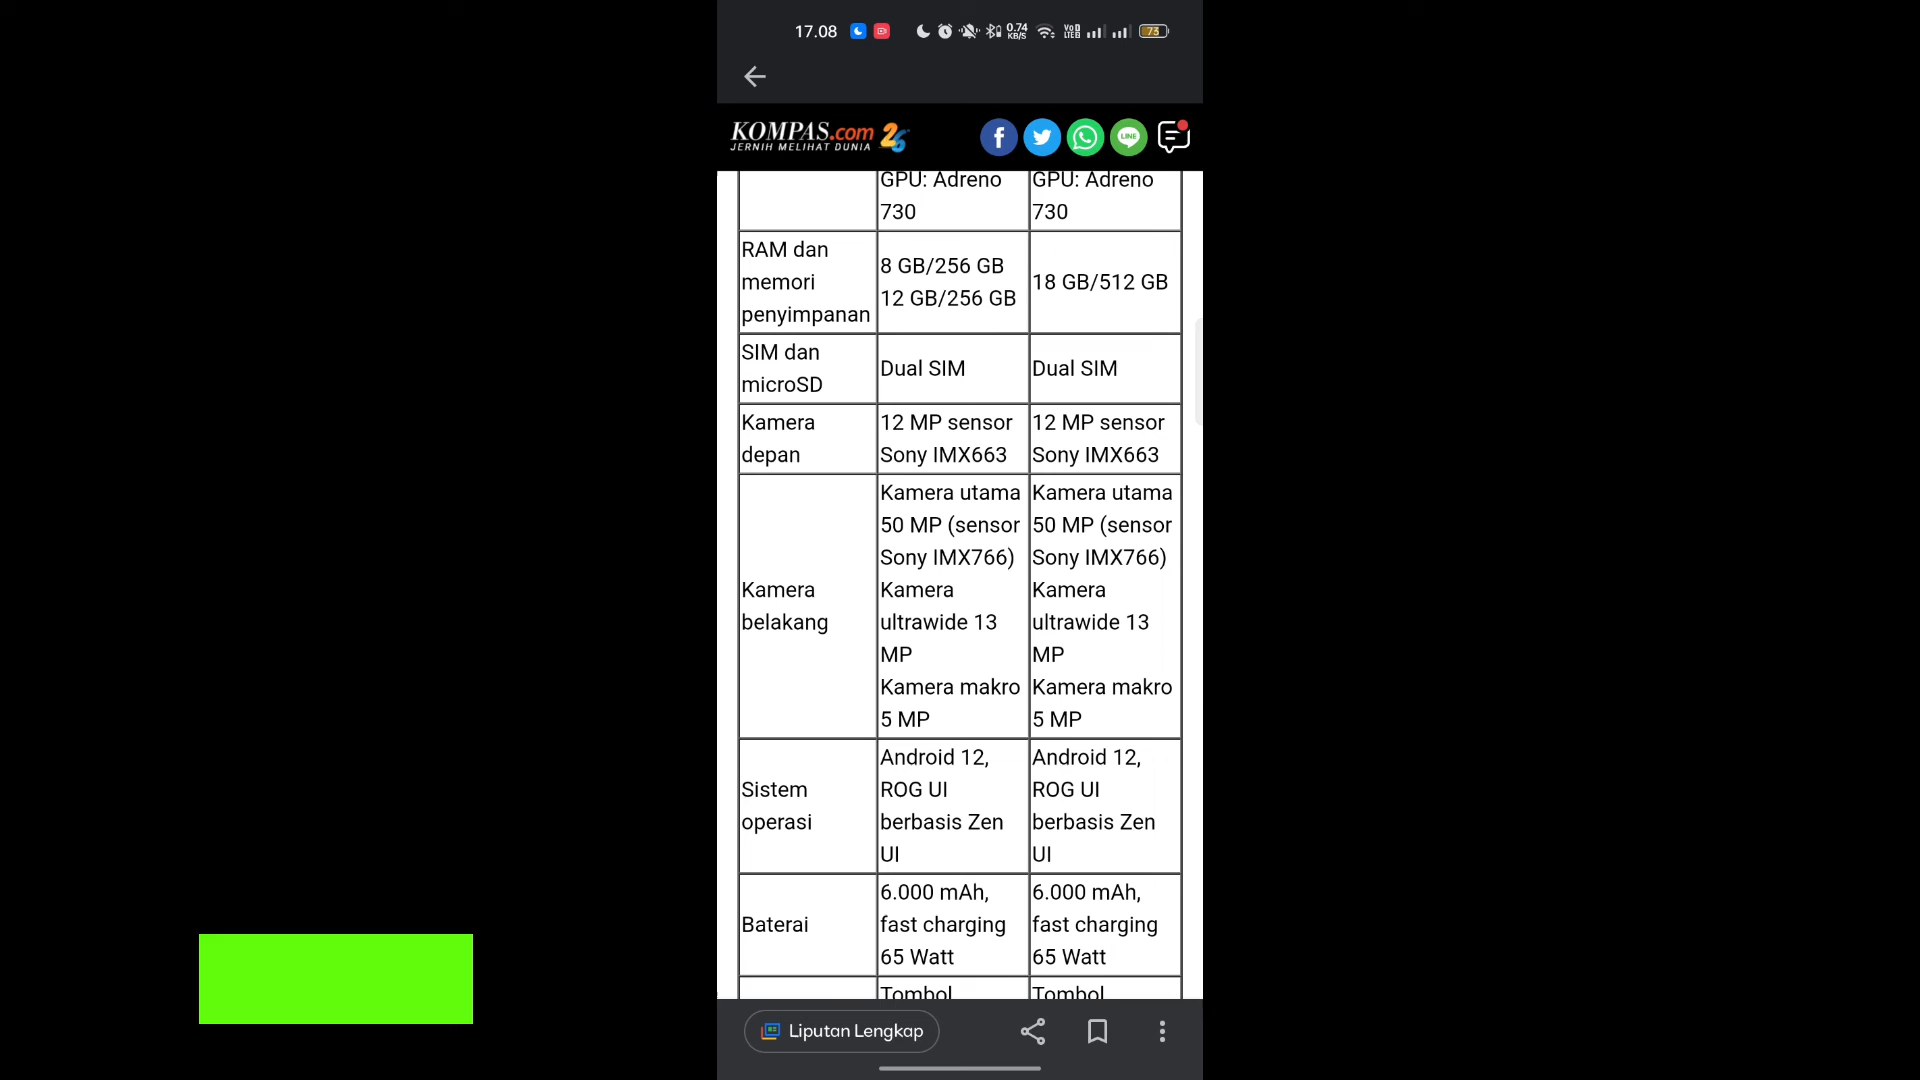 17.08
0.74
KB/S
VoD
LTED
73
KOMPAS.com 26
JERNIH MELIHAT DUNIA
LINE
GPU: Adreno
730
GPU: Adreno
730
RAM dan
memori
penyimpanan
8 GB/256 GB
12 GB/256 GB
18 GB/512 GB
SIM dan
microSD
Dual SIM
Dual SIM
Kamera
depan
12 MP sensor
Sony IMX663
12 MP sensor
Sony IMX663
Kamera
belakang
Kamera utama
50 MP (sensor
Sony IMX766)
Kamera
ultrawide 13
MP
Kamera makro
5 MP
Kamera utama
50 MP (sensor
Sony IMX766)
Kamera
ultrawide 13
MP
Kamera makro
5 MP
Sistem
operasi
Android 12,
ROG UI
berbasis Zen
UI
Android 12,
ROG UI
berbasis Zen
UI
Baterai
6.000 mAh,
fast charging
65 Watt
6.000 mAh,
fast charging
65 Watt
Tombol
Tombol
Liputan Lengkap